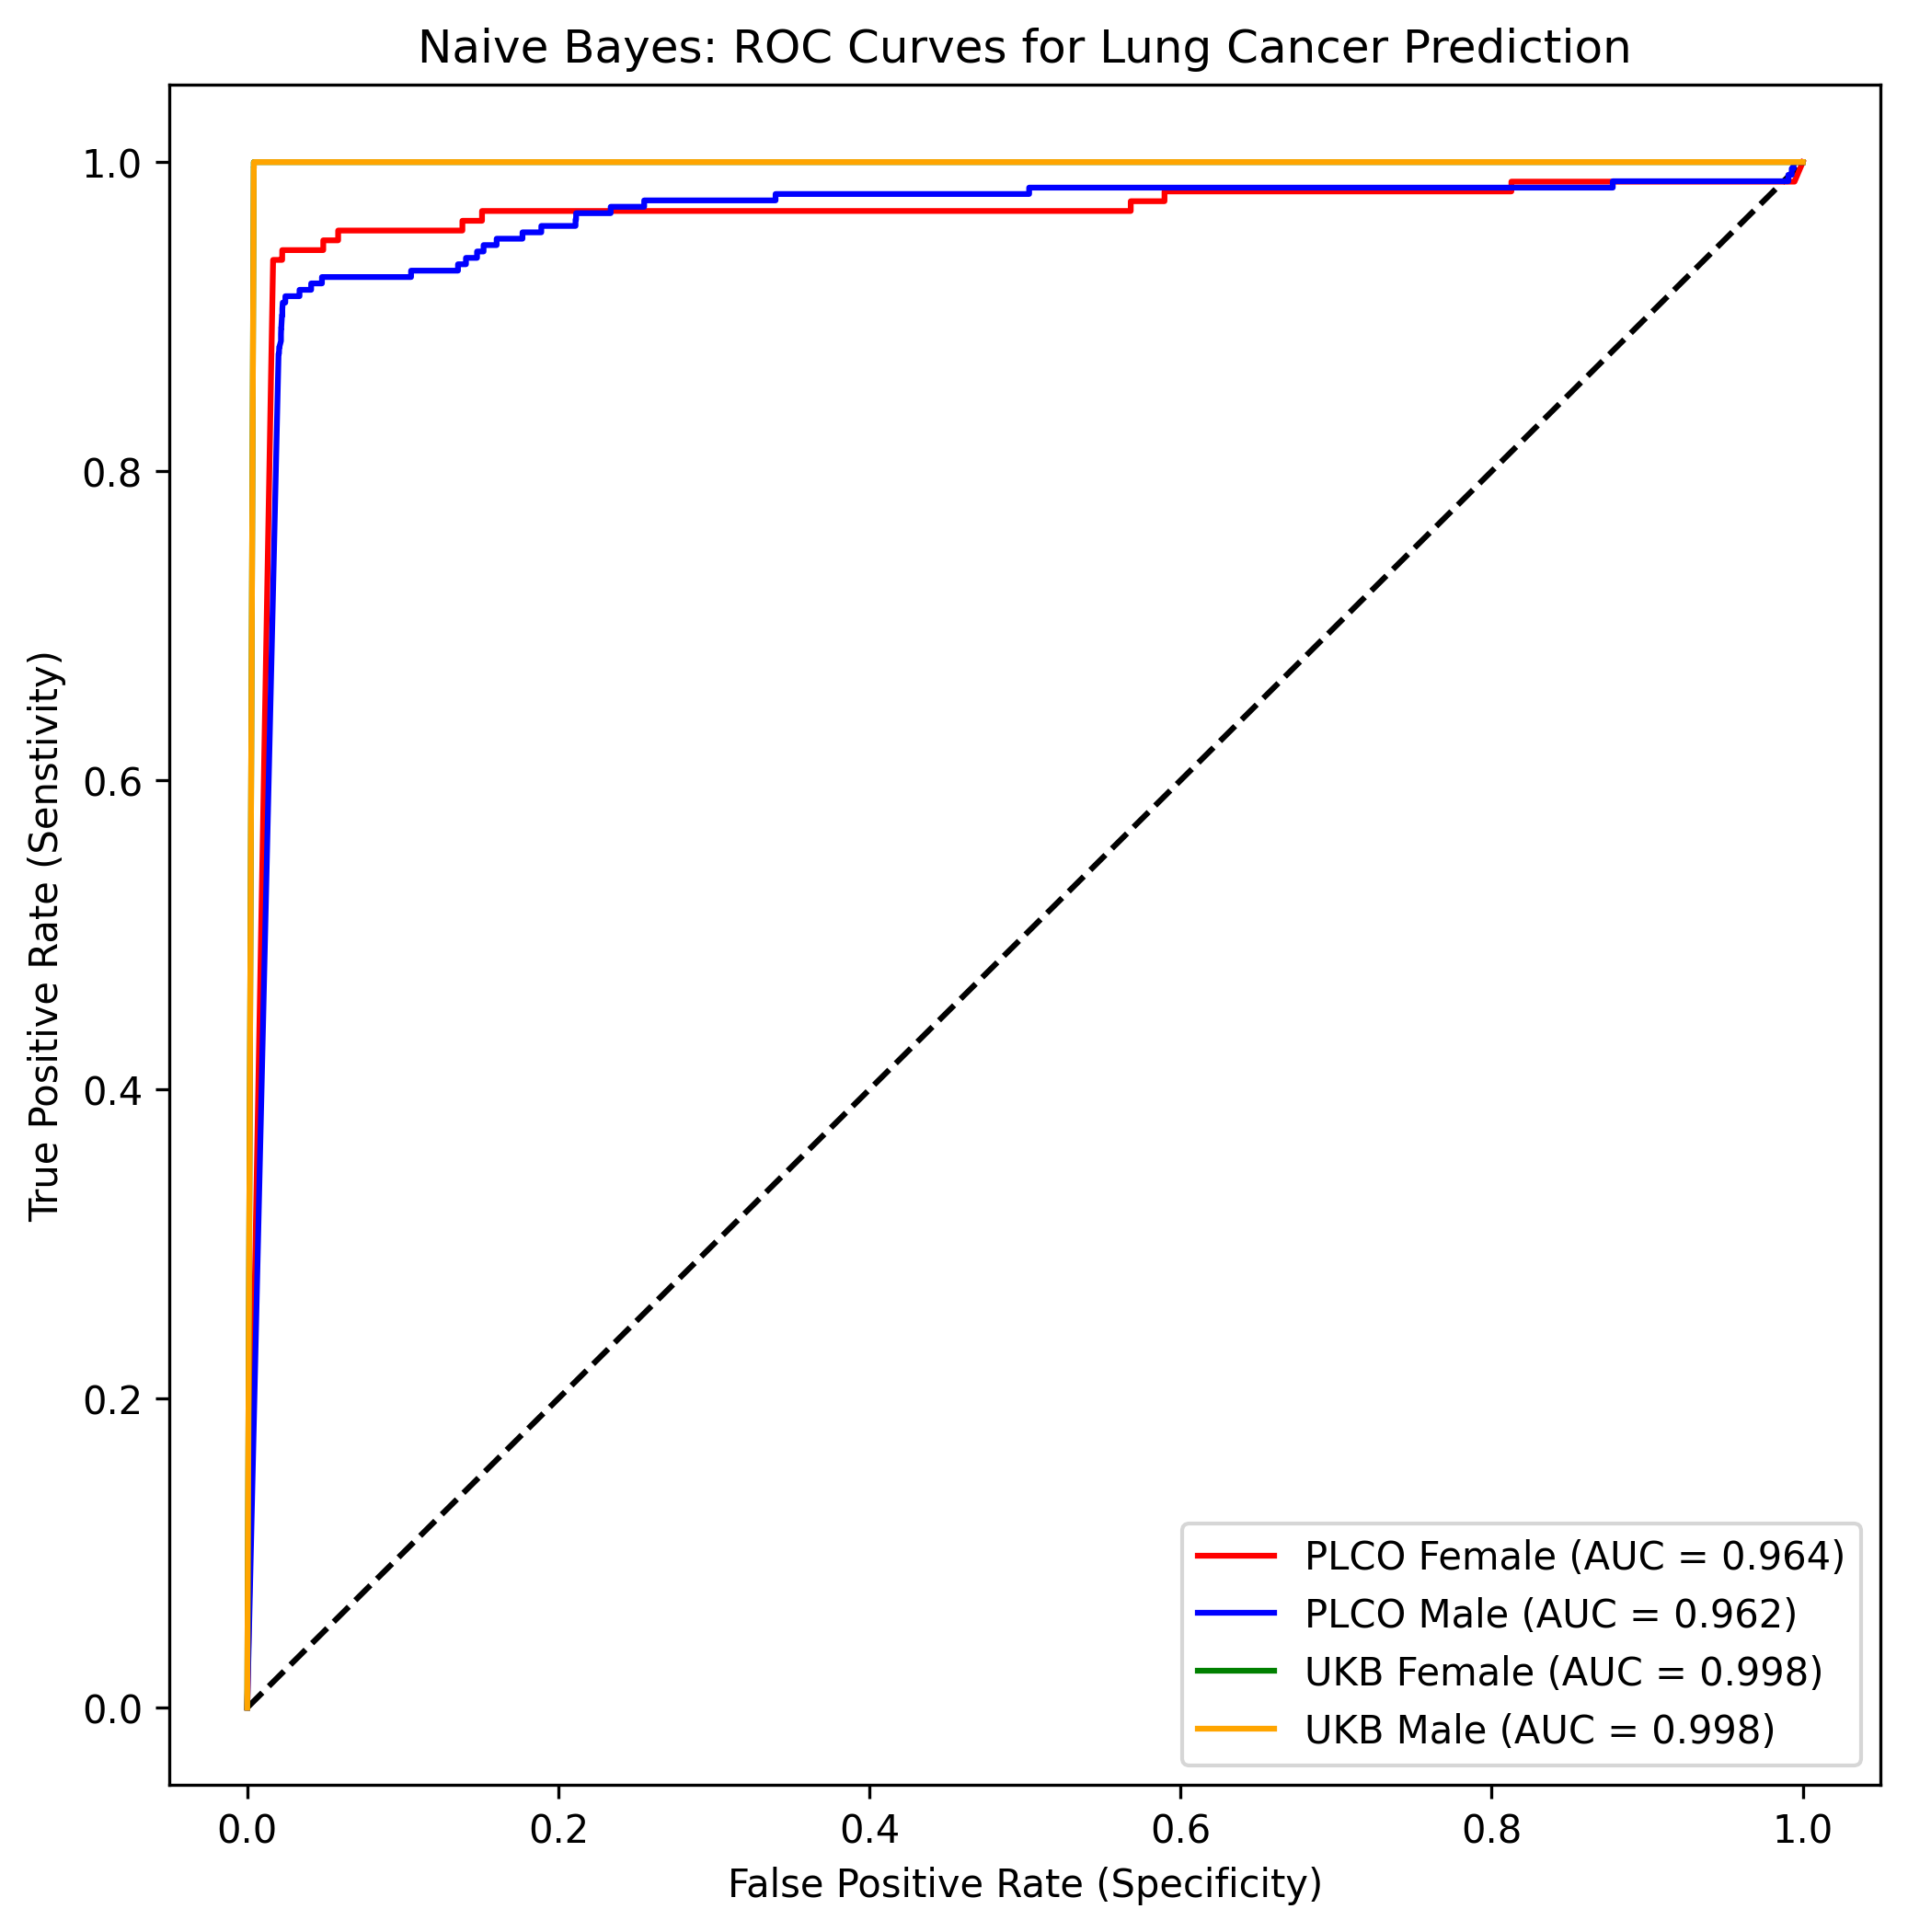 Naive Bayes: ROC Curves for Lung Cancer Prediction
1.0
0.8
0.6
0.4
0.2
0.0
True Positive Rate (Senstivity)
0.0 0.2 0.4 0.6 0.8 1.0
False Positive Rate (Specificity)
PLCO Female (AUC = 0.964)
PLCO Male (AUC = 0.962)
UKB Female (AUC = 0.998)
UKB Male (AUC = 0.998)